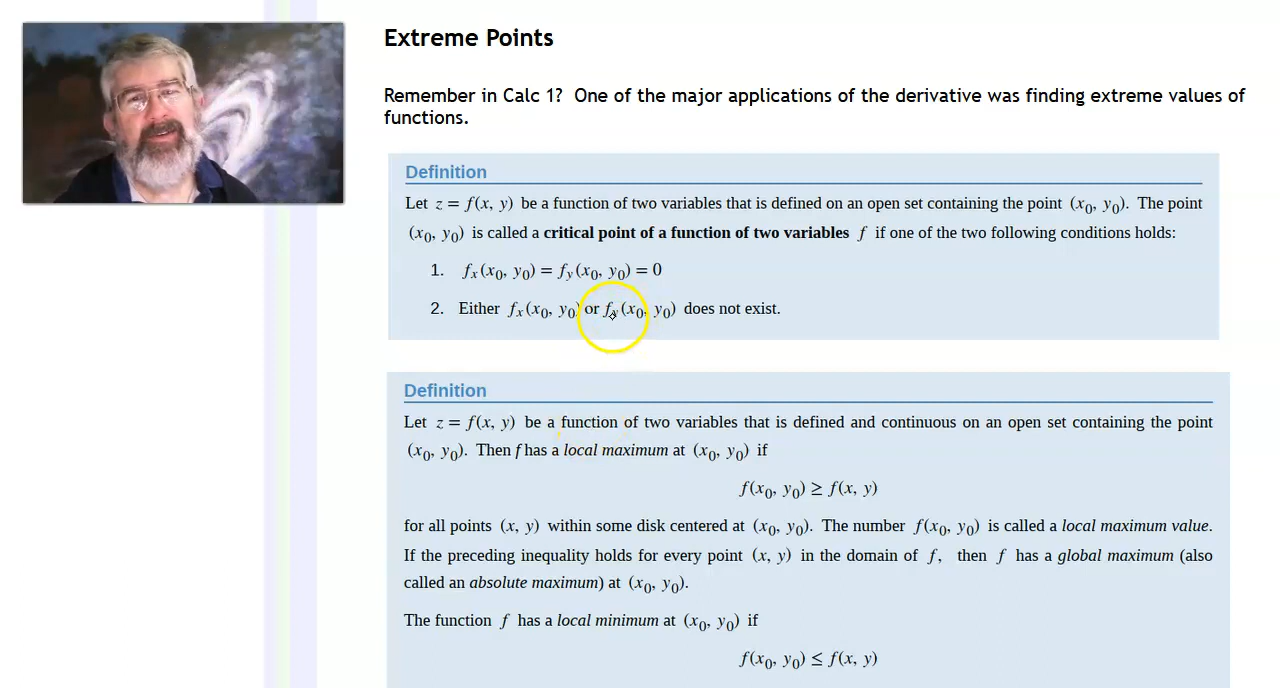 Extreme Points
Remember in Calc 1? One of the major applications of the derivative was finding extreme values of
functions.
Definition
Let z = f(x, y) be a function of two variables that is defined on an open set containing the point (x₀, y₀). The point
(x₀, y₀) is called a critical point of a function of two variables f if one of the two following conditions holds:
1. fₓ(x₀, y₀) = f_y(x₀, y₀) = 0
2. Either fₓ(x₀, y₀) or f_y(x₀, y₀) does not exist.
Definition
Let z = f(x, y) be a function of two variables that is defined and continuous on an open set containing the point
(x₀, y₀). Then f has a local maximum at (x₀, y₀) if
f(x₀, y₀) ≥ f(x, y)
for all points (x, y) within some disk centered at (x₀, y₀). The number f(x₀, y₀) is called a local maximum value.
If the preceding inequality holds for every point (x, y) in the domain of f, then f has a global maximum (also
called an absolute maximum) at (x₀, y₀).
The function f has a local minimum at (x₀, y₀) if
f(x₀, y₀) ≤ f(x, y)